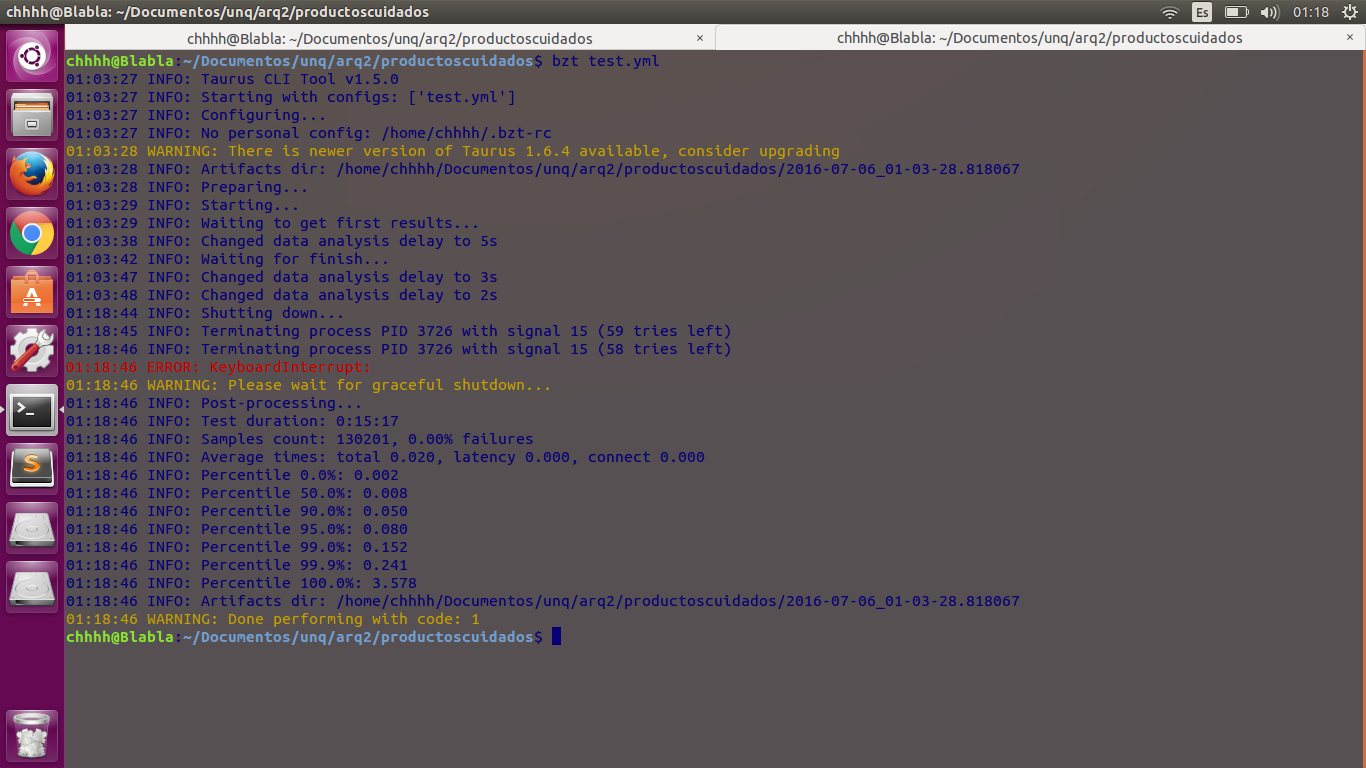 chhhh@Blabla: ~/Documentos/unq/arq2/productoscuidados
Es
01:18
chhhh@Blabla: ~/Documentos/unq/arq2/productoscuidados ×
chhhh@Blabla: ~/Documentos/unq/arq2/productoscuidados ×
chhhh@Blabla:~/Documentos/unq/arq2/productoscuidados$ bzt test.yml
01:03:27 INFO: Taurus CLI Tool v1.5.0
01:03:27 INFO: Starting with configs: ['test.yml']
01:03:27 INFO: Configuring...
01:03:27 INFO: No personal config: /home/chhhh/.bzt-rc
01:03:28 WARNING: There is newer version of Taurus 1.6.4 available, consider upgrading
01:03:28 INFO: Artifacts dir: /home/chhhh/Documentos/unq/arq2/productoscuidados/2016-07-06_01-03-28.818067
01:03:28 INFO: Preparing...
01:03:29 INFO: Starting...
01:03:29 INFO: Waiting to get first results...
01:03:38 INFO: Changed data analysis delay to 5s
01:03:42 INFO: Waiting for finish...
01:03:47 INFO: Changed data analysis delay to 3s
01:03:48 INFO: Changed data analysis delay to 2s
01:18:44 INFO: Shutting down...
01:18:45 INFO: Terminating process PID 3726 with signal 15 (59 tries left)
01:18:46 INFO: Terminating process PID 3726 with signal 15 (58 tries left)
01:18:46 ERROR: KeyboardInterrupt:
01:18:46 WARNING: Please wait for graceful shutdown...
01:18:46 INFO: Post-processing...
01:18:46 INFO: Test duration: 0:15:17
01:18:46 INFO: Samples count: 130201, 0.00% failures
01:18:46 INFO: Average times: total 0.020, latency 0.000, connect 0.000
01:18:46 INFO: Percentile 0.0%: 0.002
01:18:46 INFO: Percentile 50.0%: 0.008
01:18:46 INFO: Percentile 90.0%: 0.050
01:18:46 INFO: Percentile 95.0%: 0.080
01:18:46 INFO: Percentile 99.0%: 0.152
01:18:46 INFO: Percentile 99.9%: 0.241
01:18:46 INFO: Percentile 100.0%: 3.578
01:18:46 INFO: Artifacts dir: /home/chhhh/Documentos/unq/arq2/productoscuidados/2016-07-06_01-03-28.818067
01:18:46 WARNING: Done performing with code: 1
chhhh@Blabla:~/Documentos/unq/arq2/productoscuidados$